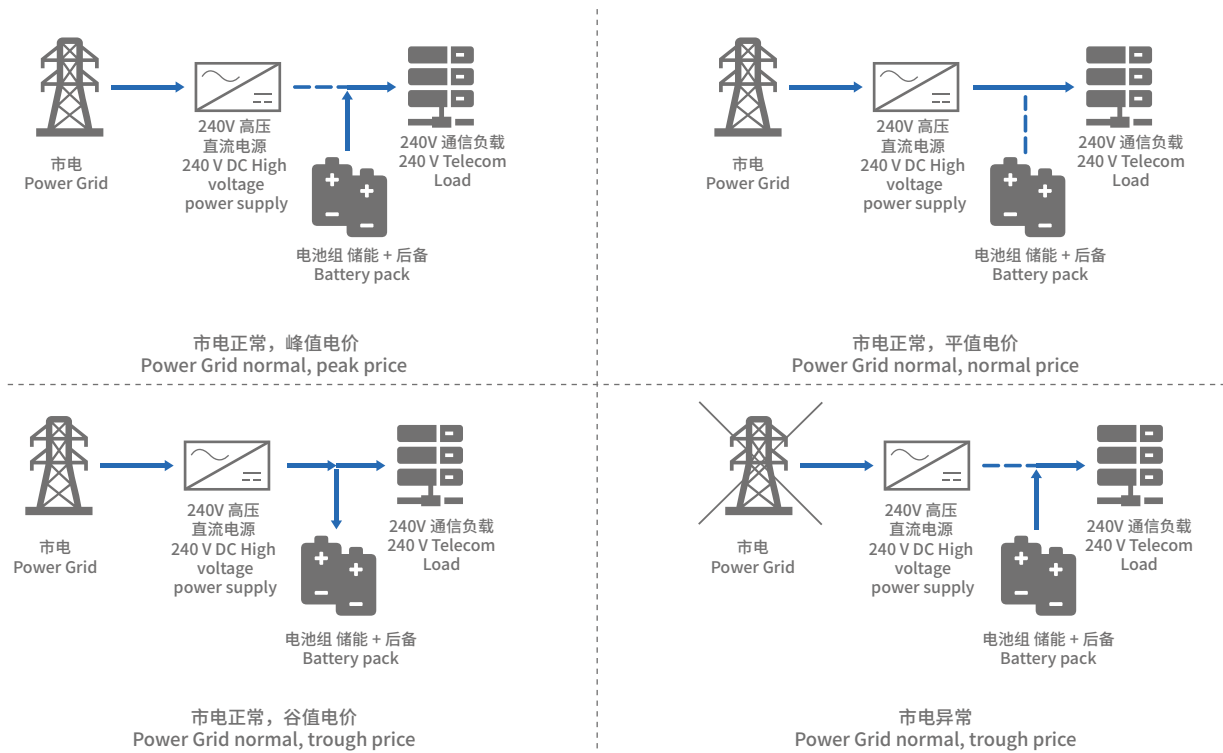 市电
Power Grid
240V 高压
直流电源
240 V DC High
voltage
power supply
240V 通信负载
240 V Telecom
Load
电池组 储能 + 后备
Battery pack
市电正常，峰值电价
Power Grid normal, peak price
市电
Power Grid
240V 高压
直流电源
240 V DC High
voltage
power supply
240V 通信负载
240 V Telecom
Load
电池组 储能 + 后备
Battery pack
市电正常，平值电价
Power Grid normal, normal price
市电
Power Grid
240V 高压
直流电源
240 V DC High
voltage
power supply
240V 通信负载
240 V Telecom
Load
电池组 储能 + 后备
Battery pack
市电正常，谷值电价
Power Grid normal, trough price
市电
Power Grid
240V 高压
直流电源
240 V DC High
voltage
power supply
240V 通信负载
240 V Telecom
Load
电池组 储能 + 后备
Battery pack
市电异常
Power Grid normal, trough price